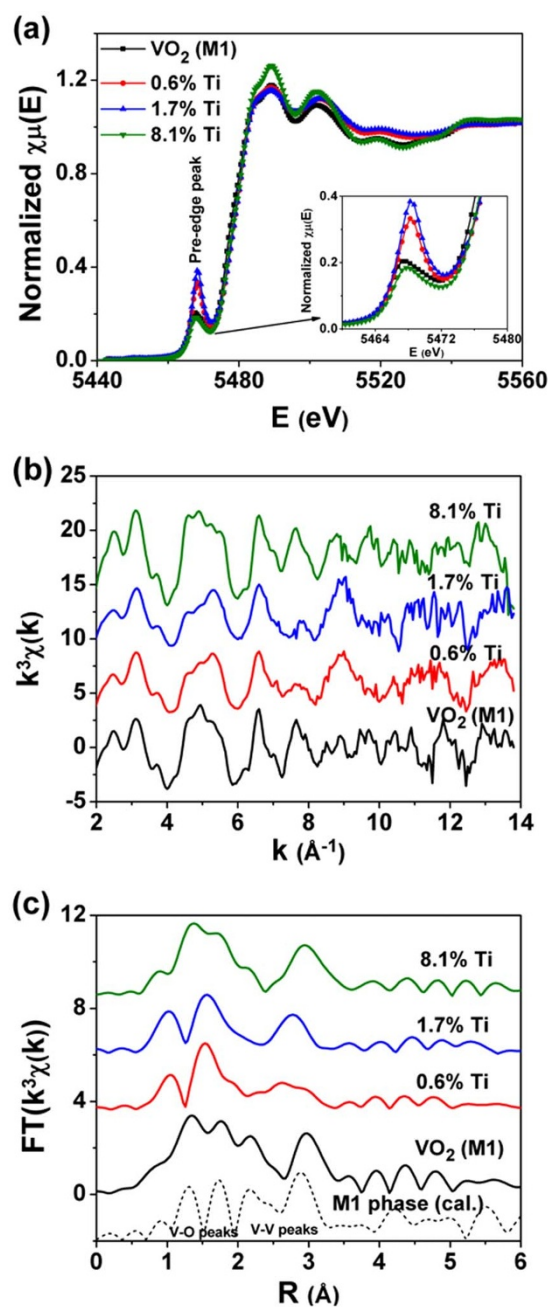 (a)
VO₂ (M1)
0.6% Ti
1.7% Ti
8.1% Ti
Pre-edge peak
Normalized χμ(E)
1.2
0.8
0.4
0.0
5440
5480
5520
5560
E (eV)
Normalized χμ(E)
0.4
0.2
0.0
5464
5472
5480
E (eV)
(b)
k³χ(k)
25
20
15
10
5
0
-5
8.1% Ti
1.7% Ti
0.6% Ti
VO₂ (M1)
2
4
6
8
10
12
14
k (Å⁻¹)
(c)
FT(k³χ(k))
12
8
4
0
8.1% Ti
1.7% Ti
0.6% Ti
VO₂ (M1)
M1 phase (cal.)
V-O peaks
V-V peaks
0
1
2
3
4
5
6
R (Å)